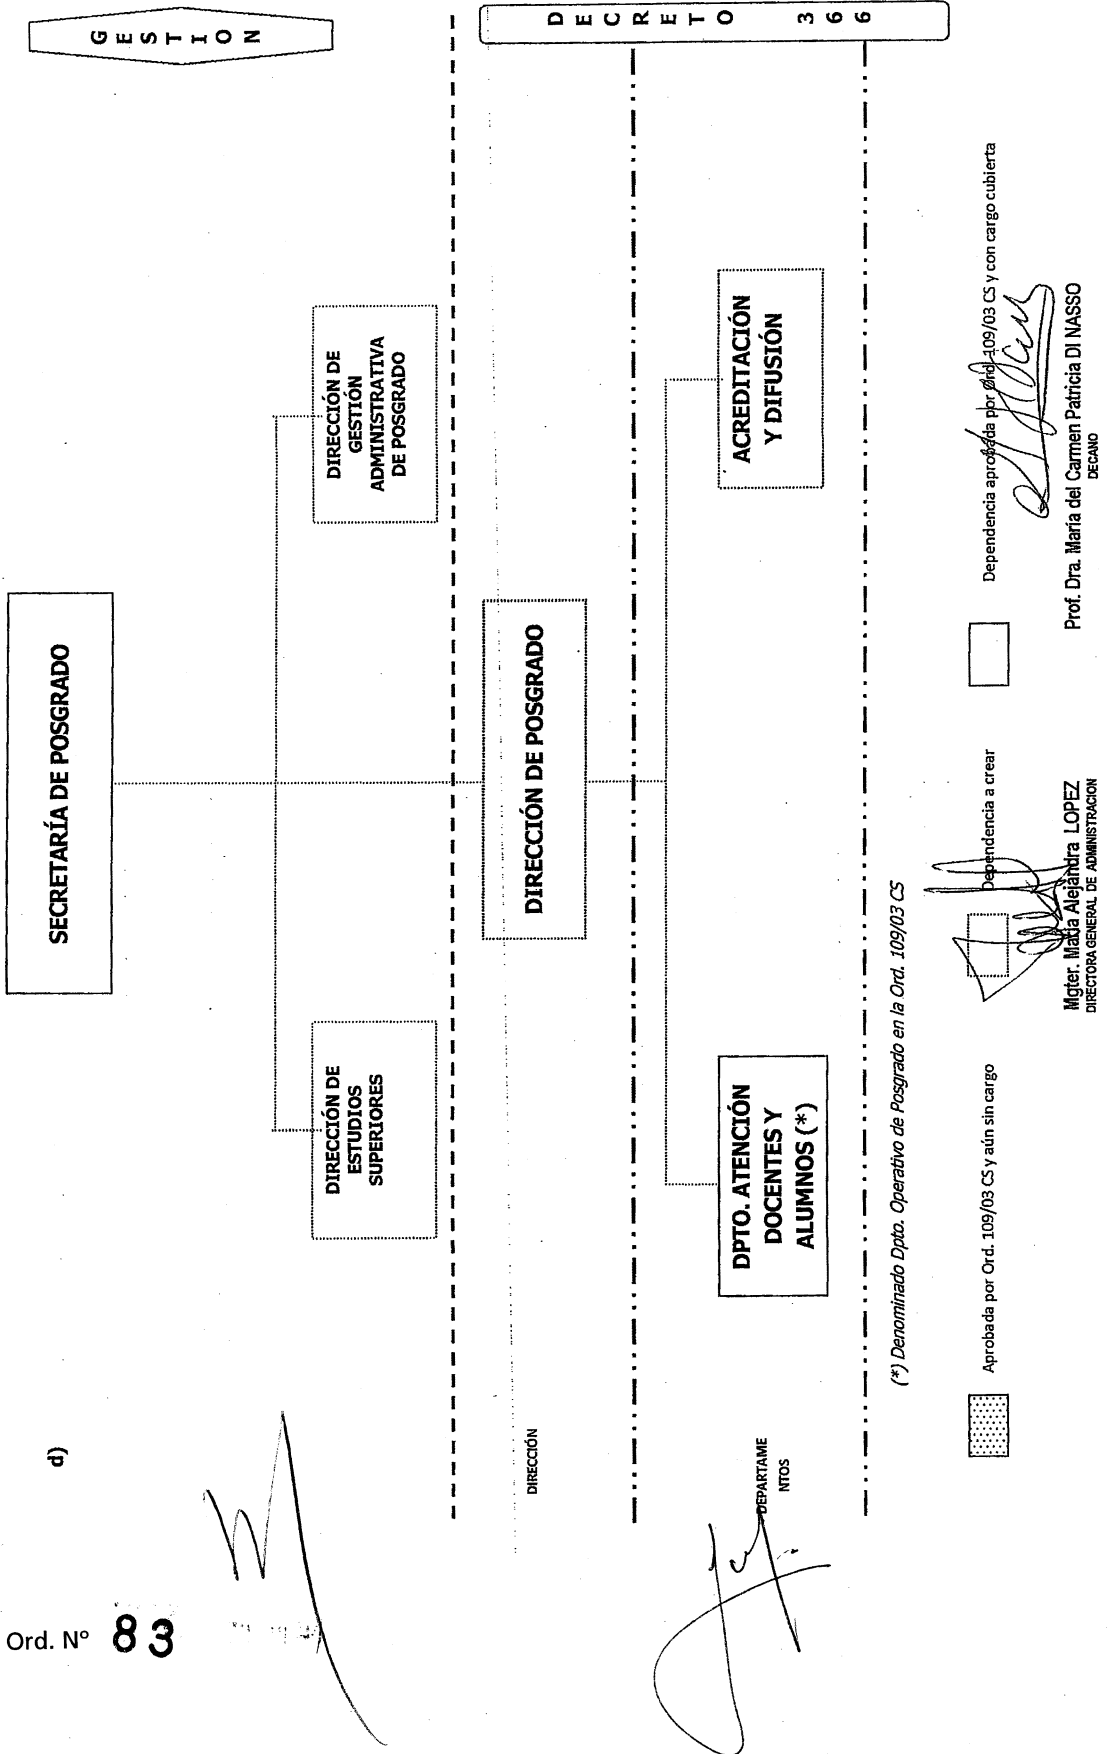 Ord. Nº 83
d)
SECRETARÍA DE POSGRADO
GESTION
DIRECCIÓN DE
ESTUDIOS
SUPERIORES
DIRECCIÓN DE
GESTIÓN
ADMINISTRATIVA
DE POSGRADO
DIRECCIÓN
DIRECCIÓN DE POSGRADO
DECRETO 366
DEPARTAME
NTOS
DPTO. ATENCIÓN
DOCENTES Y
ALUMNOS (*)
ACREDITACIÓN
Y DIFUSIÓN
(*) Denominado Dpto. Operativo de Posgrado en la Ord. 109/03 CS
Aprobada por Ord. 109/03 CS y aún sin cargo
Dependencia a crear
Dependencia aprobada por Ord. 109/03 CS y con cargo cubierta
Mgter. María Alejandra LOPEZ
DIRECTORA GENERAL DE ADMINISTRACION
Prof. Dra. María del Carmen Patricia DI NASSO
DECANO